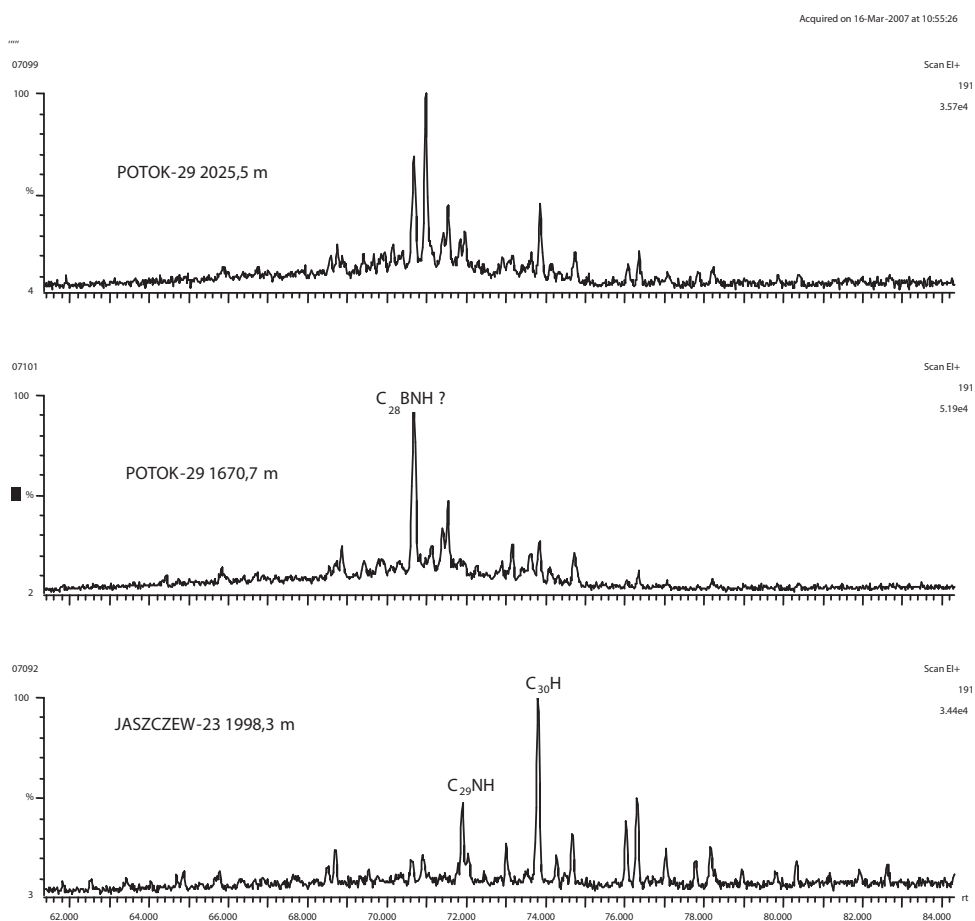 Acquired on 16-Mar-2007 at 10:55:26
""""
07099
Scan EI+
191
3.57e4
100
%
4
POTOK-29 2025,5 m
07101
Scan EI+
191
5.19e4
100
%
2
C28BNH ?
POTOK-29 1670,7 m
07092
Scan EI+
191
3.44e4
100
%
3
C30H
JASZCZEW-23 1998,3 m
C29NH
rt
62.000 64.000 66.000 68.000 70.000 72.000 74.000 76.000 78.000 80.000 82.000 84.000